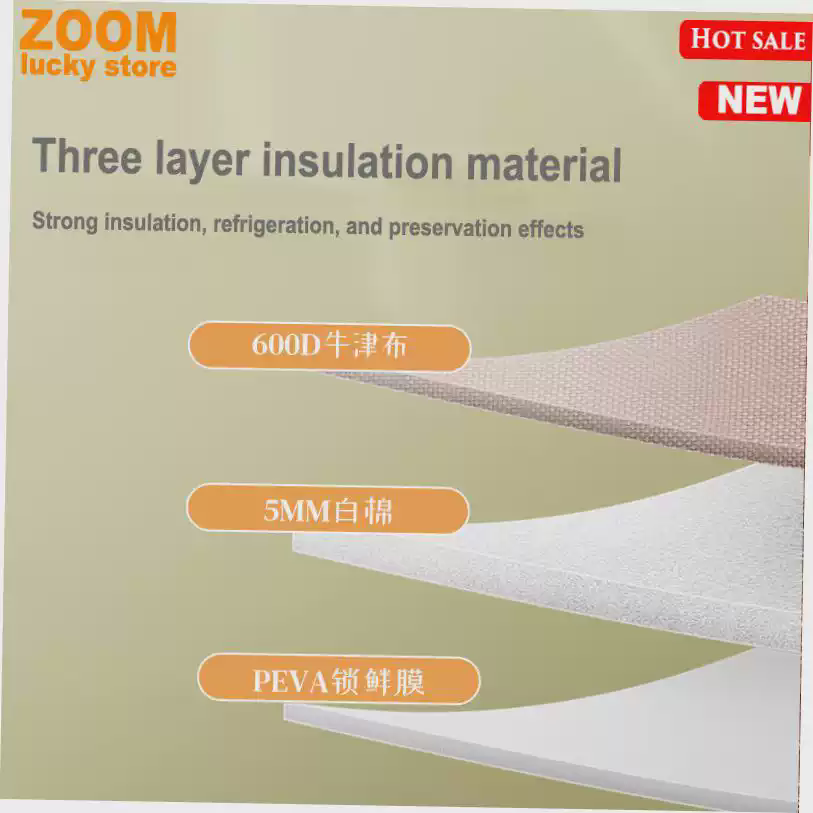 ZOOM
lucky store
HOT SALE
NEW
Three layer insulation material
Strong insulation, refrigeration, and preservation effects
600D牛津布
5MM白棉
PEVA锁鲜膜